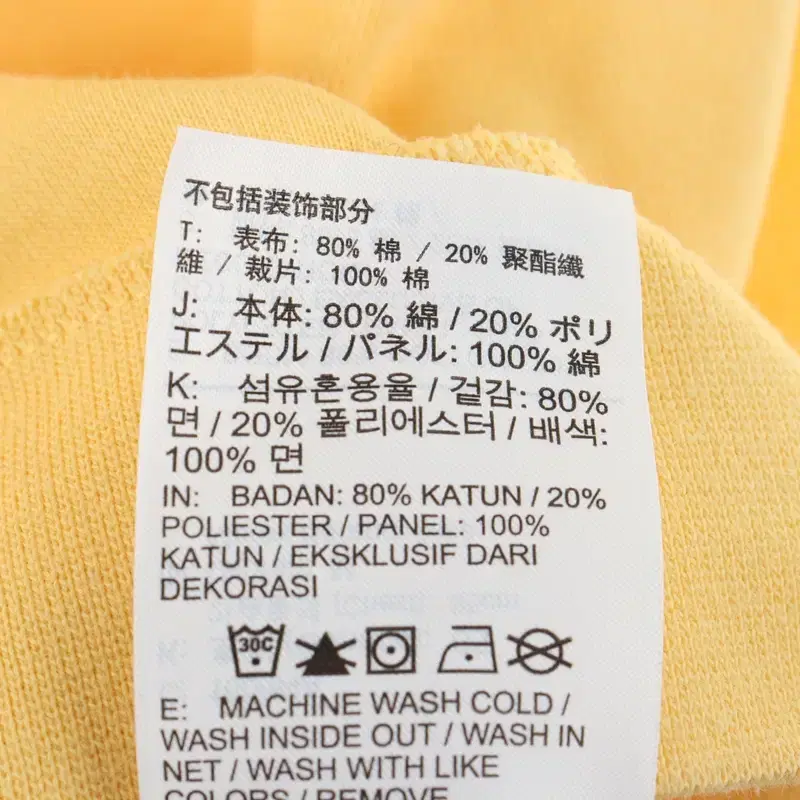 不包括装饰部分
T: 表布: 80% 棉 / 20% 聚酯纖
維 / 裁片: 100% 棉
J: 本体: 80% 綿 / 20% ポリ
エステル / パネル: 100% 綿
K: 섬유혼용율 / 겉감: 80%
면 / 20% 폴리에스터 / 배색:
100% 면
IN: BADAN: 80% KATUN / 20%
POLIESTER / PANEL: 100%
KATUN / EKSKLUSIF DARI
DEKORASI
30C
E: MACHINE WASH COLD /
WASH INSIDE OUT / WASH IN
NET / WASH WITH LIKE
COLORS / REMOVE